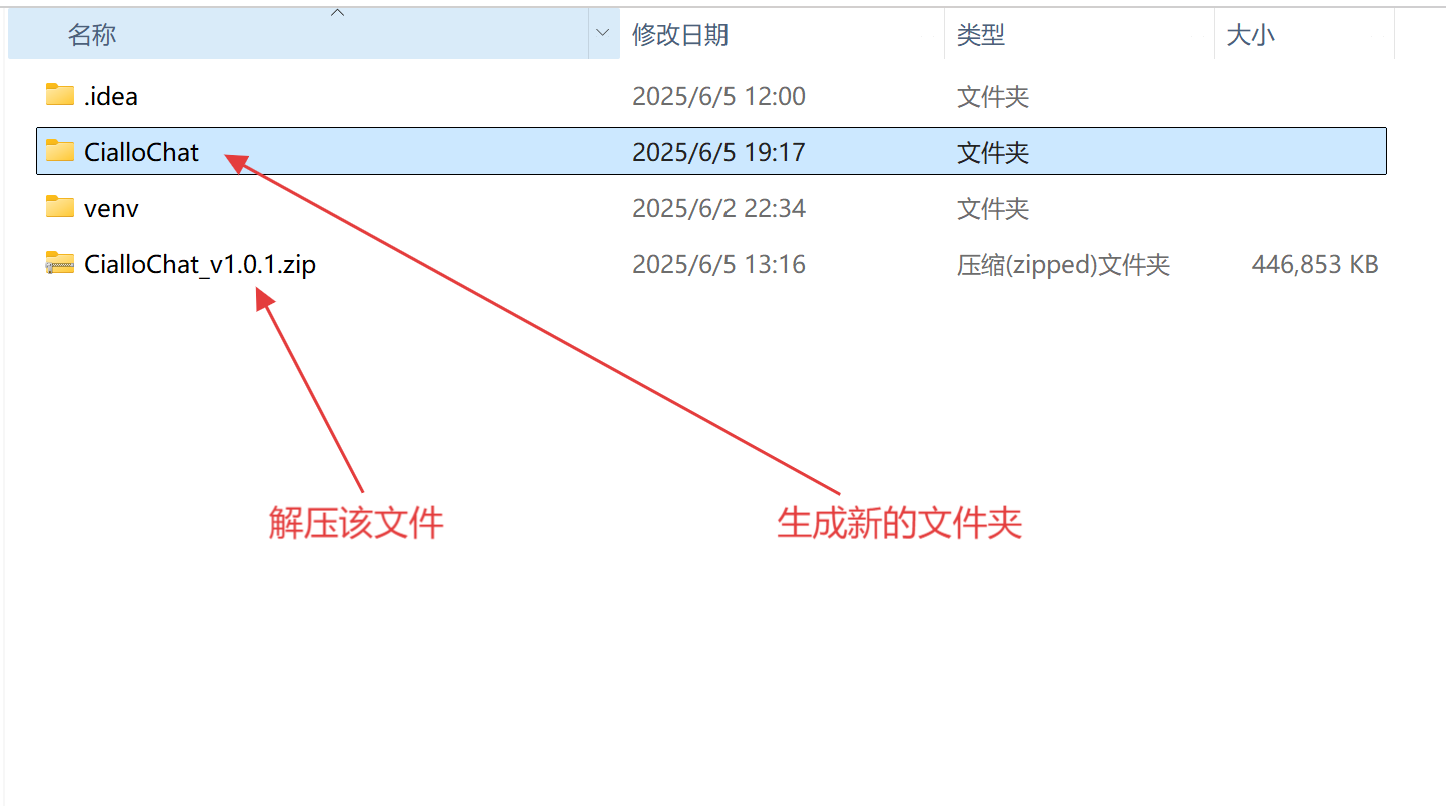 名称 修改日期 类型 大小
.idea 2025/6/5 12:00 文件夹
CialloChat 2025/6/5 19:17 文件夹
venv 2025/6/2 22:34 文件夹
CialloChat_v1.0.1.zip 2025/6/5 13:16 压缩(zipped)文件夹 446,853 KB
解压该文件 生成新的文件夹